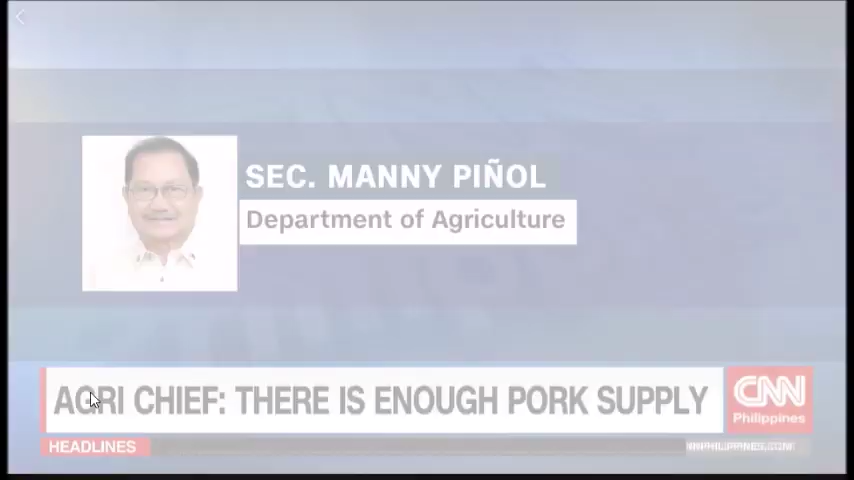 SEC. MANNY PIÑOL
Department of Agriculture
AGRI CHIEF: THERE IS ENOUGH PORK SUPPLY
CNN
Philippines
HEADLINES